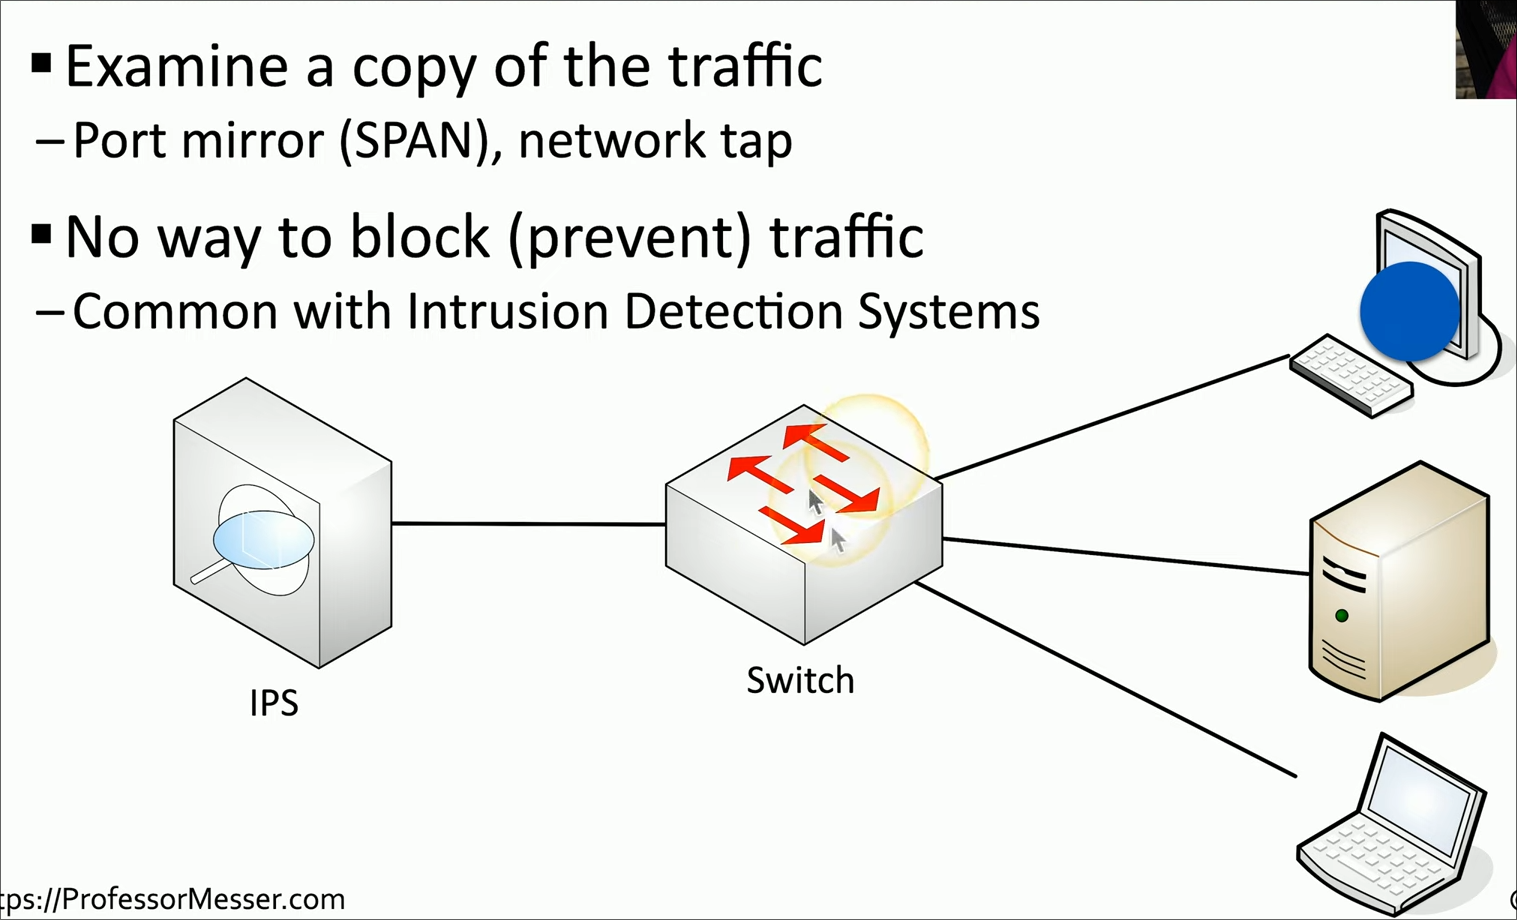 ▪ Examine a copy of the traffic
– Port mirror (SPAN), network tap
▪ No way to block (prevent) traffic
– Common with Intrusion Detection Systems
IPS
Switch
tps://ProfessorMesser.com
©